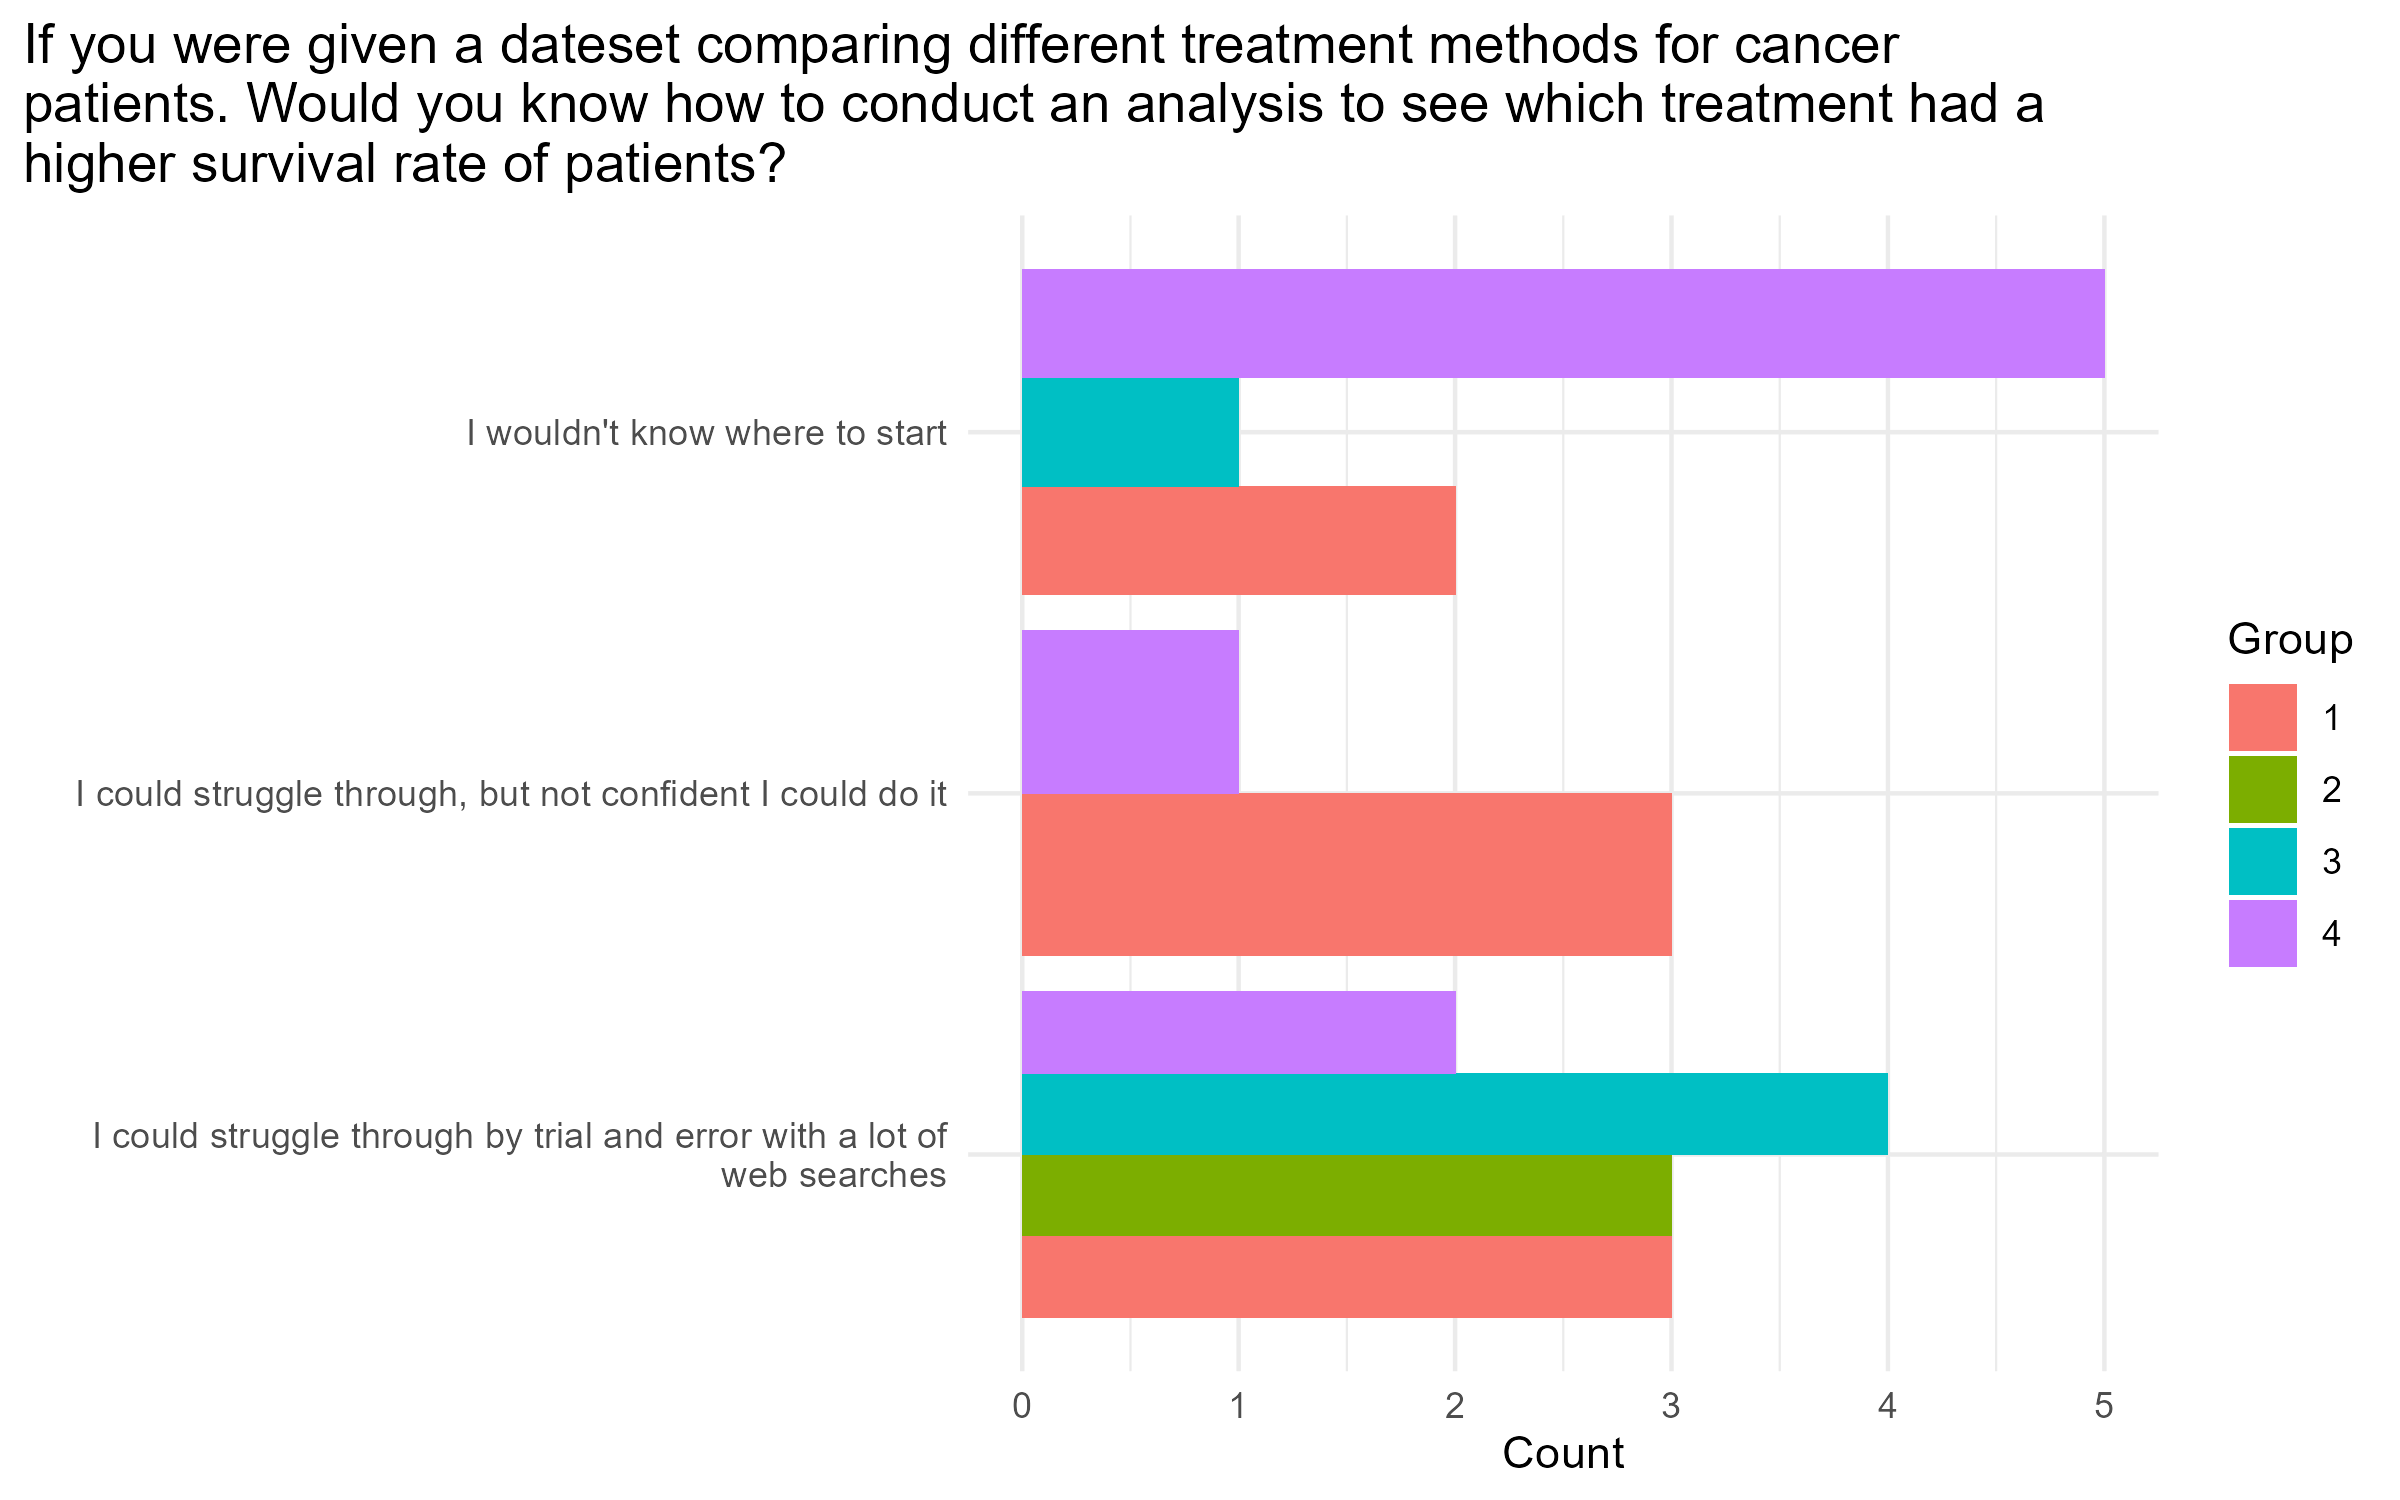 If you were given a dateset comparing different treatment methods for cancer
patients. Would you know how to conduct an analysis to see which treatment had a
higher survival rate of patients?
I wouldn't know where to start
I could struggle through, but not confident I could do it
I could struggle through by trial and error with a lot of
web searches
0 1 2 3 4 5
Count
Group
1
2
3
4